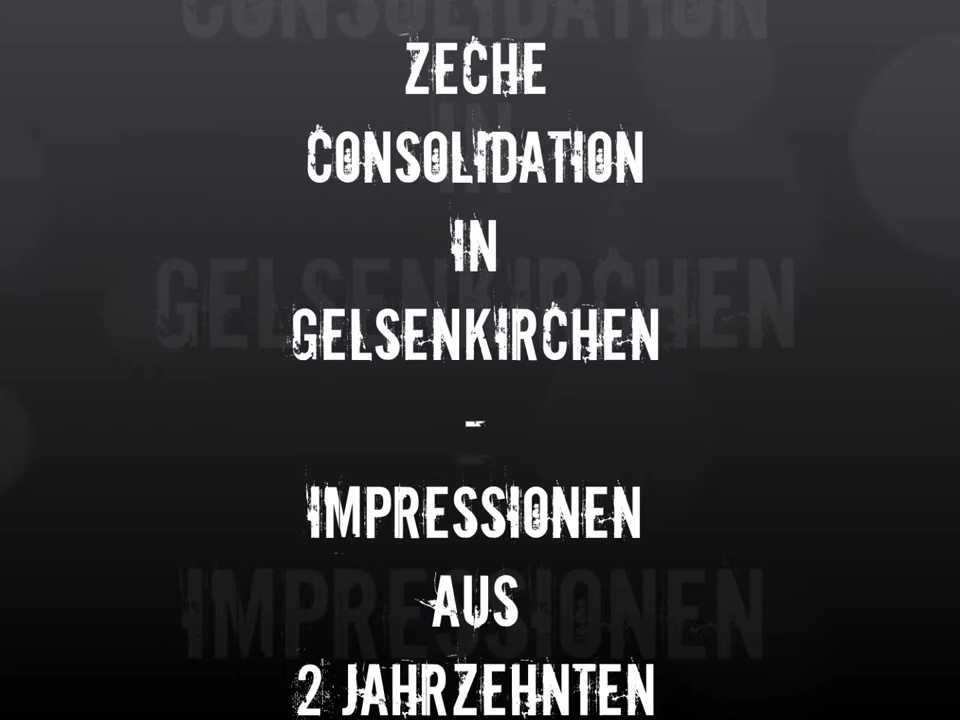 ZECHE
CONSOLIDATION
IN
GELSENKIRCHEN
-
IMPRESSIONEN
AUS
2 JAHRZEHNTEN